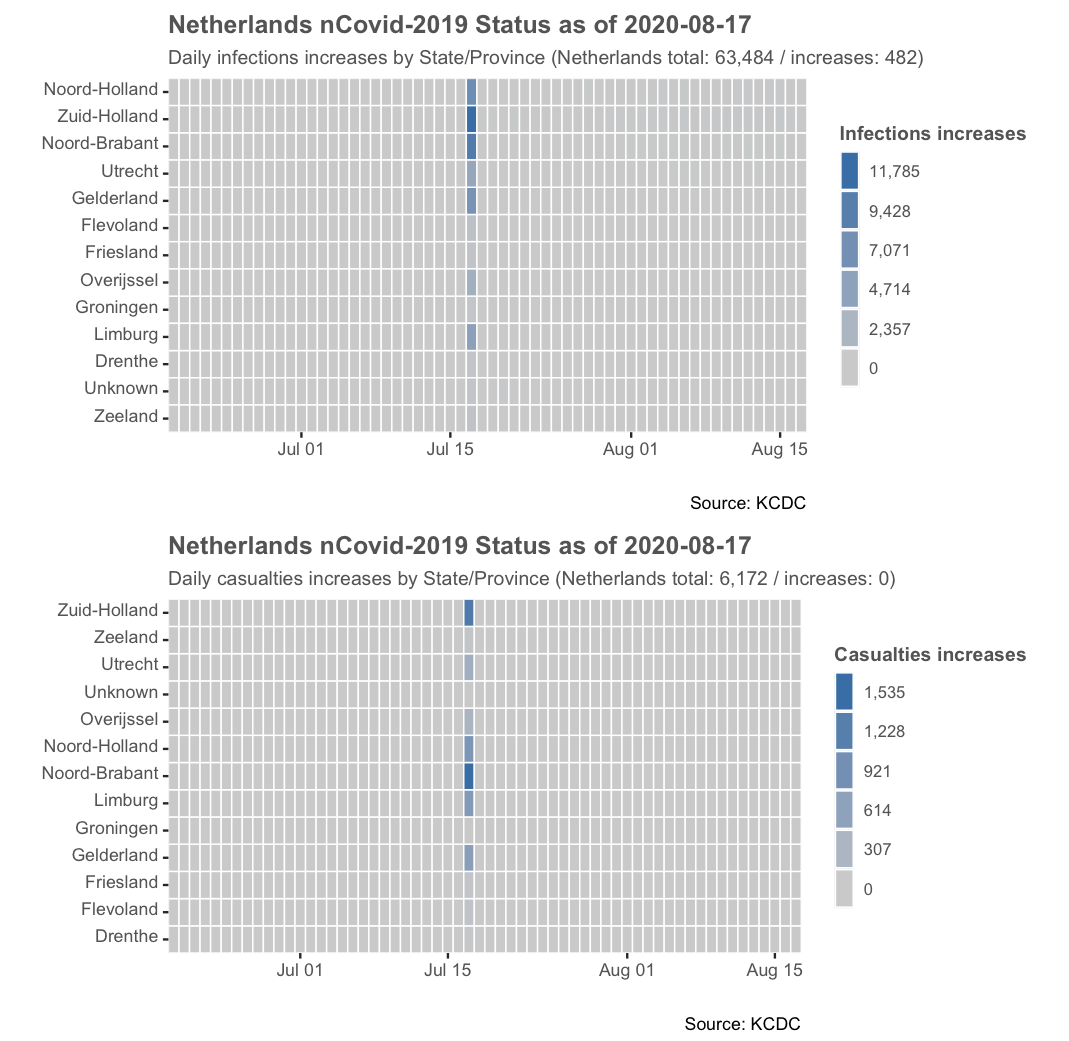 Netherlands nCovid-2019 Status as of 2020-08-17
Daily infections increases by State/Province (Netherlands total: 63,484 / increases: 482)
Noord-Holland
Zuid-Holland
Noord-Brabant
Utrecht
Gelderland
Flevoland
Friesland
Overijssel
Groningen
Limburg
Drenthe
Unknown
Zeeland
Jul 01
Jul 15
Aug 01
Aug 15
Infections increases
11,785
9,428
7,071
4,714
2,357
0
Source: KCDC
Netherlands nCovid-2019 Status as of 2020-08-17
Daily casualties increases by State/Province (Netherlands total: 6,172 / increases: 0)
Zuid-Holland
Zeeland
Utrecht
Unknown
Overijssel
Noord-Holland
Noord-Brabant
Limburg
Groningen
Gelderland
Friesland
Flevoland
Drenthe
Jul 01
Jul 15
Aug 01
Aug 15
Casualties increases
1,535
1,228
921
614
307
0
Source: KCDC